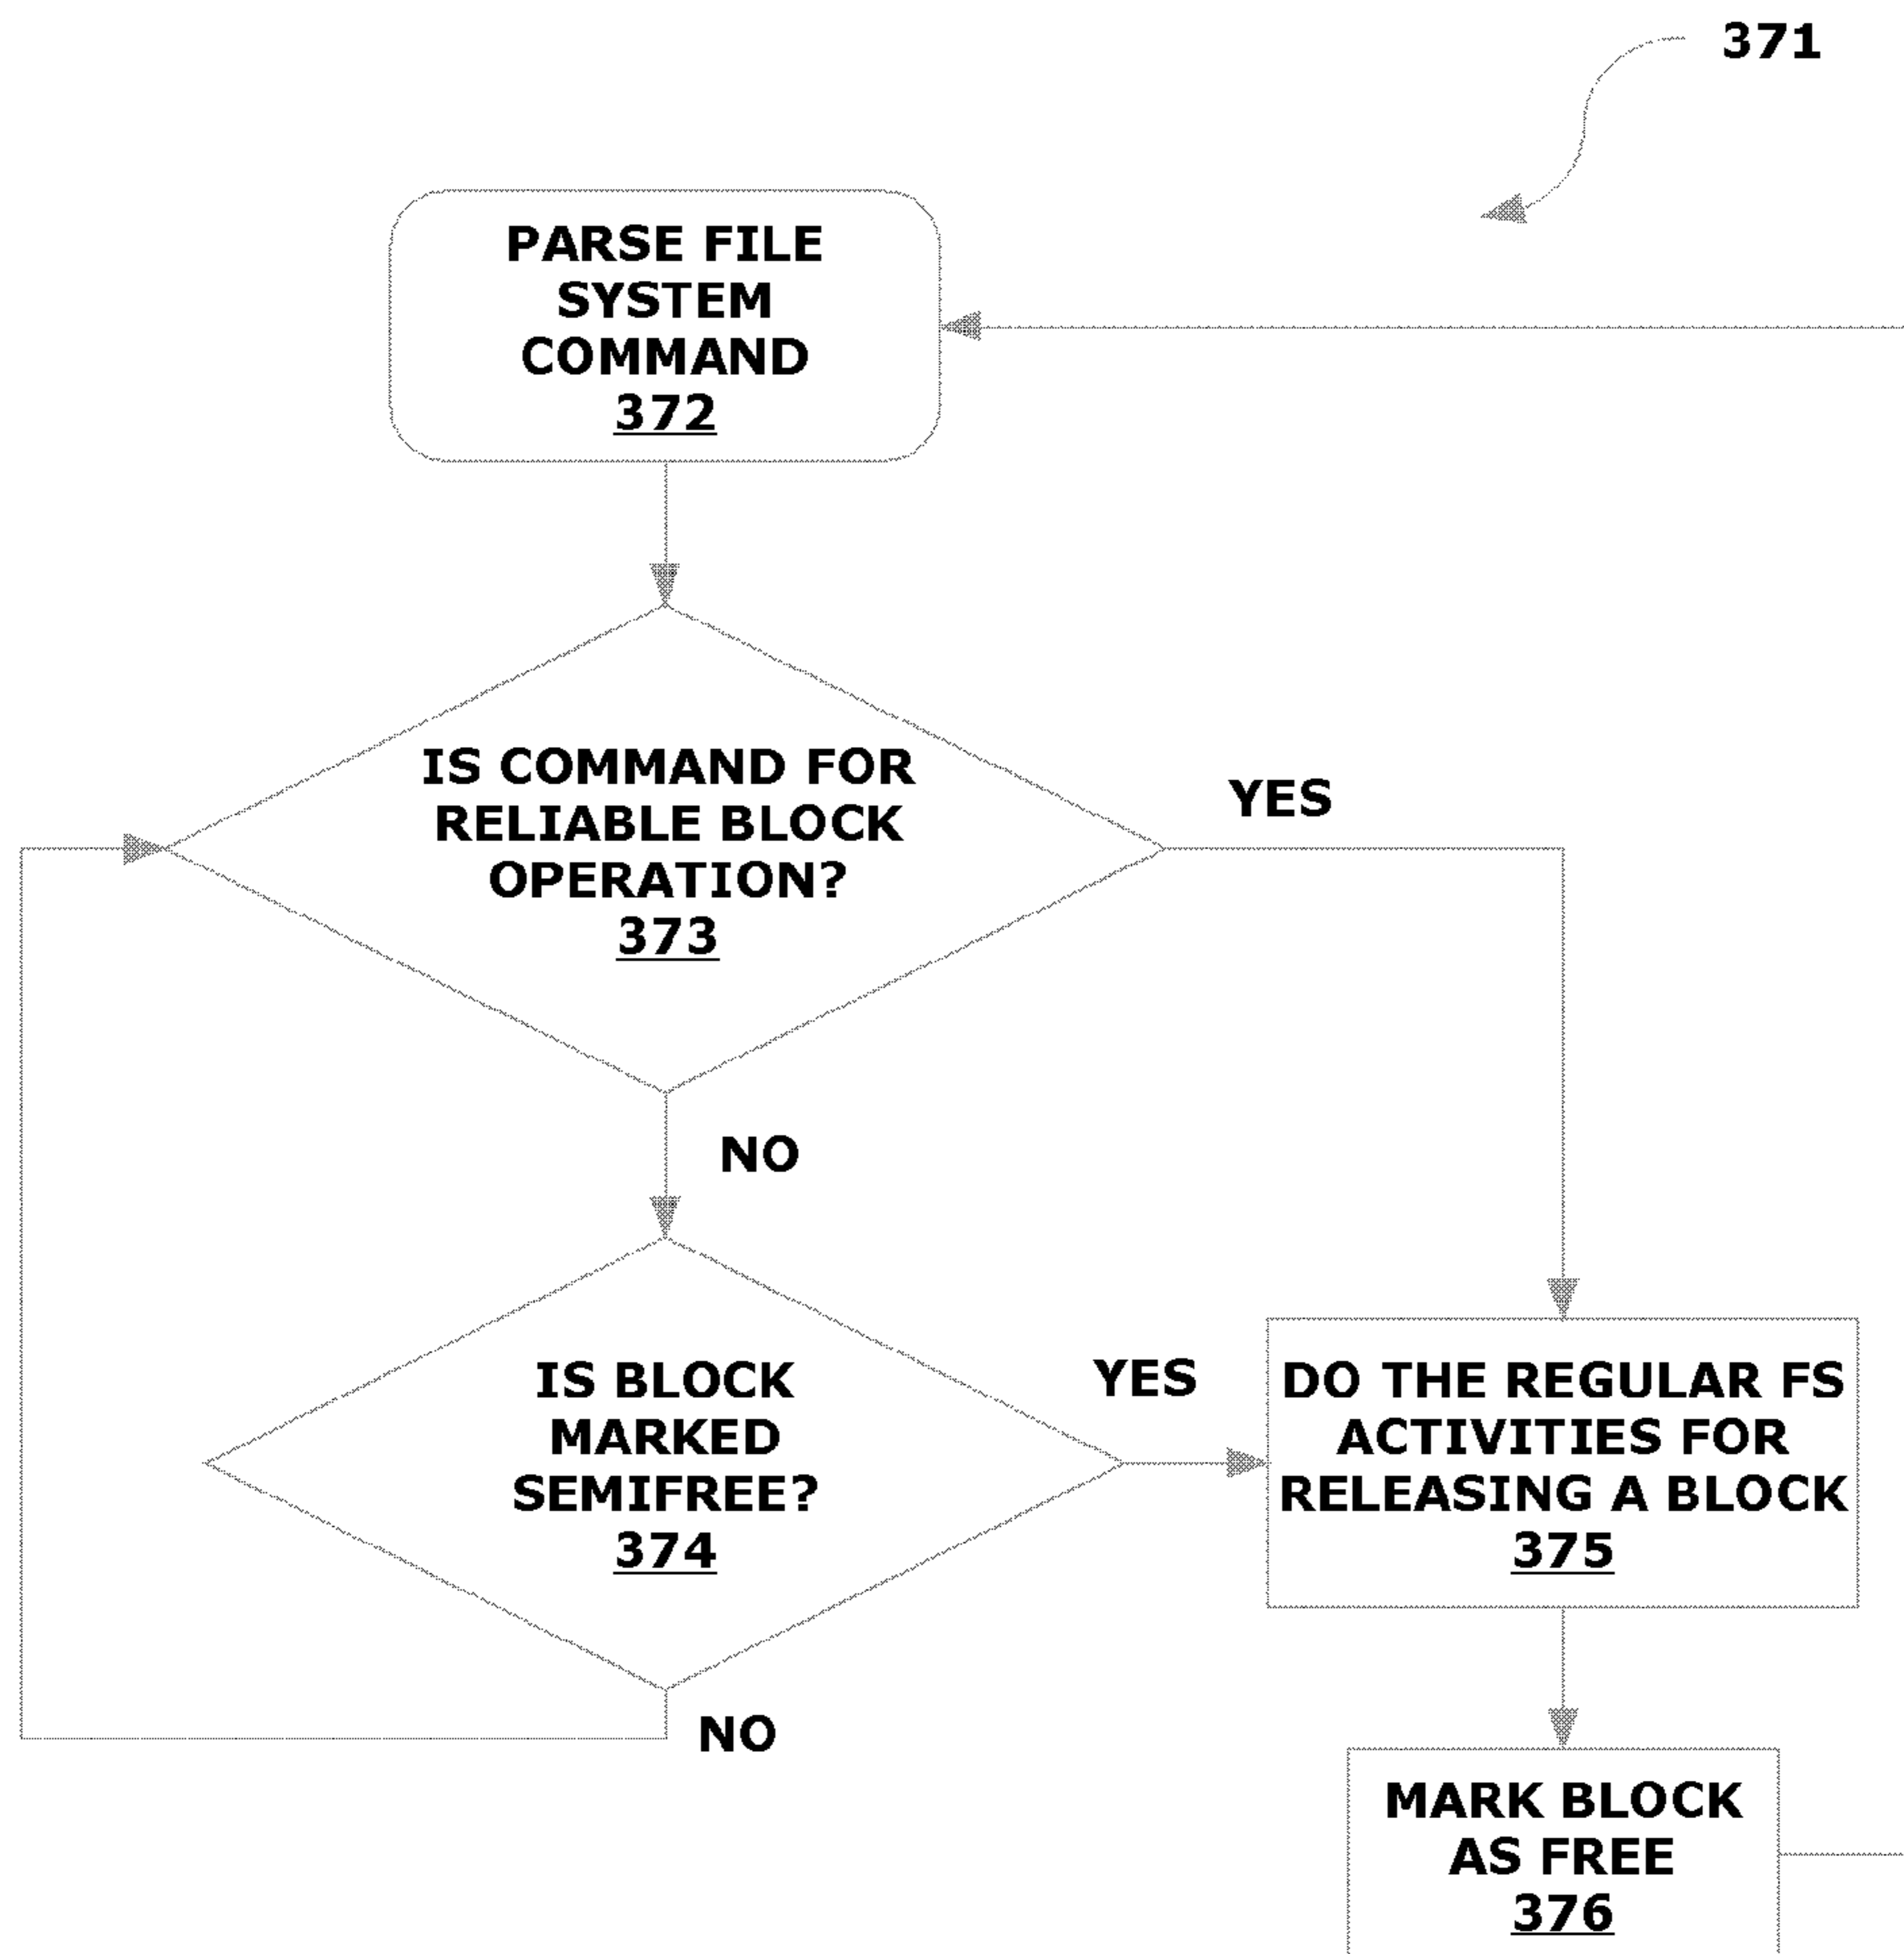 371
PARSE FILE
SYSTEM
COMMAND
372
IS COMMAND FOR
RELIABLE BLOCK
OPERATION?
373
YES
NO
IS BLOCK
MARKED
SEMIFREE?
374
YES
DO THE REGULAR FS
ACTIVITIES FOR
RELEASING A BLOCK
375
NO
MARK BLOCK
AS FREE
376